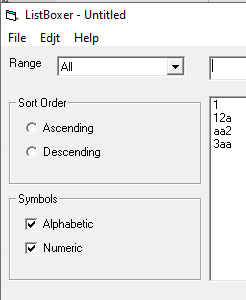 ListBoxer - Untitled
File Edjt Help
Range All
Sort Order
Ascending
Descending
Symbols
Alphabetic
Numeric
1
12a
aa2
3aa